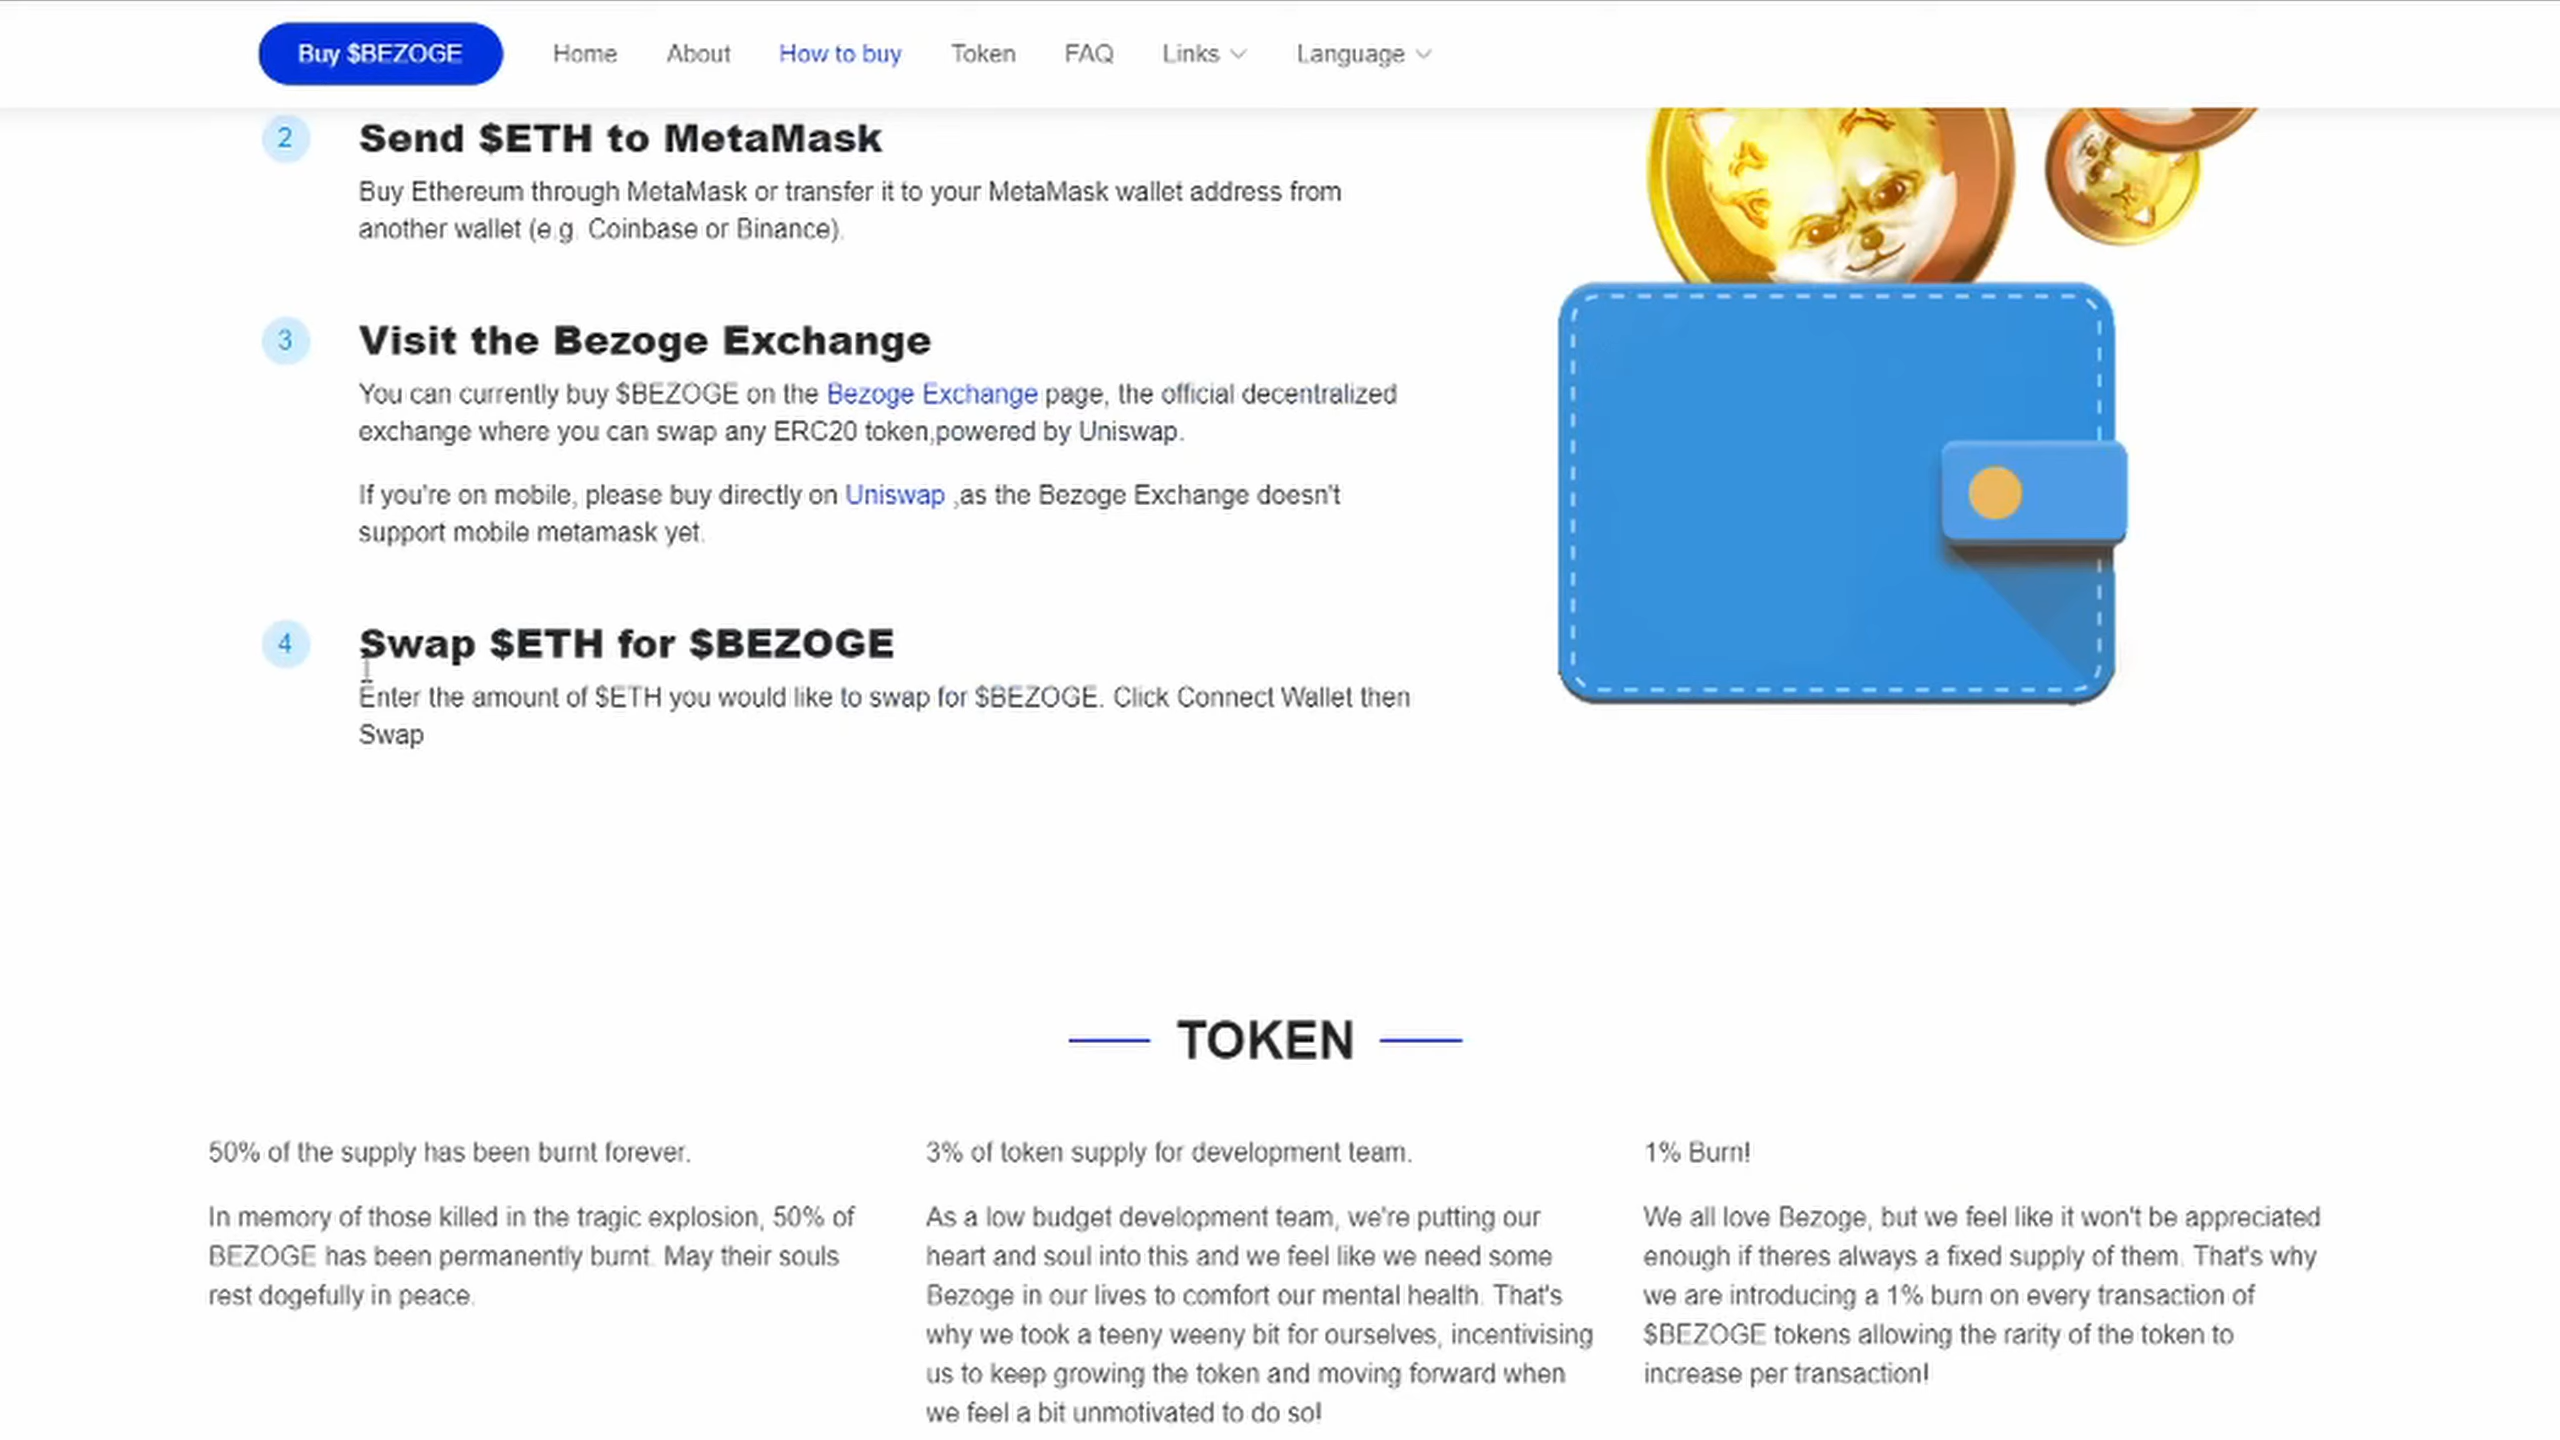 Buy $BEZOGE Home About How to buy Token FAQ Links Language
2 Send $ETH to MetaMask
Buy Ethereum through MetaMask or transfer it to your MetaMask wallet address from
another wallet (e.g. Coinbase or Binance).
3 Visit the Bezoge Exchange
You can currently buy $BEZOGE on the Bezoge Exchange page, the official decentralized
exchange where you can swap any ERC20 token,powered by Uniswap.
If you're on mobile, please buy directly on Uniswap ,as the Bezoge Exchange doesn't
support mobile metamask yet.
4 Swap $ETH for $BEZOGE
Enter the amount of $ETH you would like to swap for $BEZOGE. Click Connect Wallet then
Swap
TOKEN
50% of the supply has been burnt forever.
In memory of those killed in the tragic explosion, 50% of
BEZOGE has been permanently burnt. May their souls
rest dogefully in peace.
3% of token supply for development team.
As a low budget development team, we're putting our
heart and soul into this and we feel like we need some
Bezoge in our lives to comfort our mental health. That's
why we took a teeny weeny bit for ourselves, incentivising
us to keep growing the token and moving forward when
we feel a bit unmotivated to do so!
1% Burn!
We all love Bezoge, but we feel like it won't be appreciated
enough if theres always a fixed supply of them. That's why
we are introducing a 1% burn on every transaction of
$BEZOGE tokens allowing the rarity of the token to
increase per transaction!